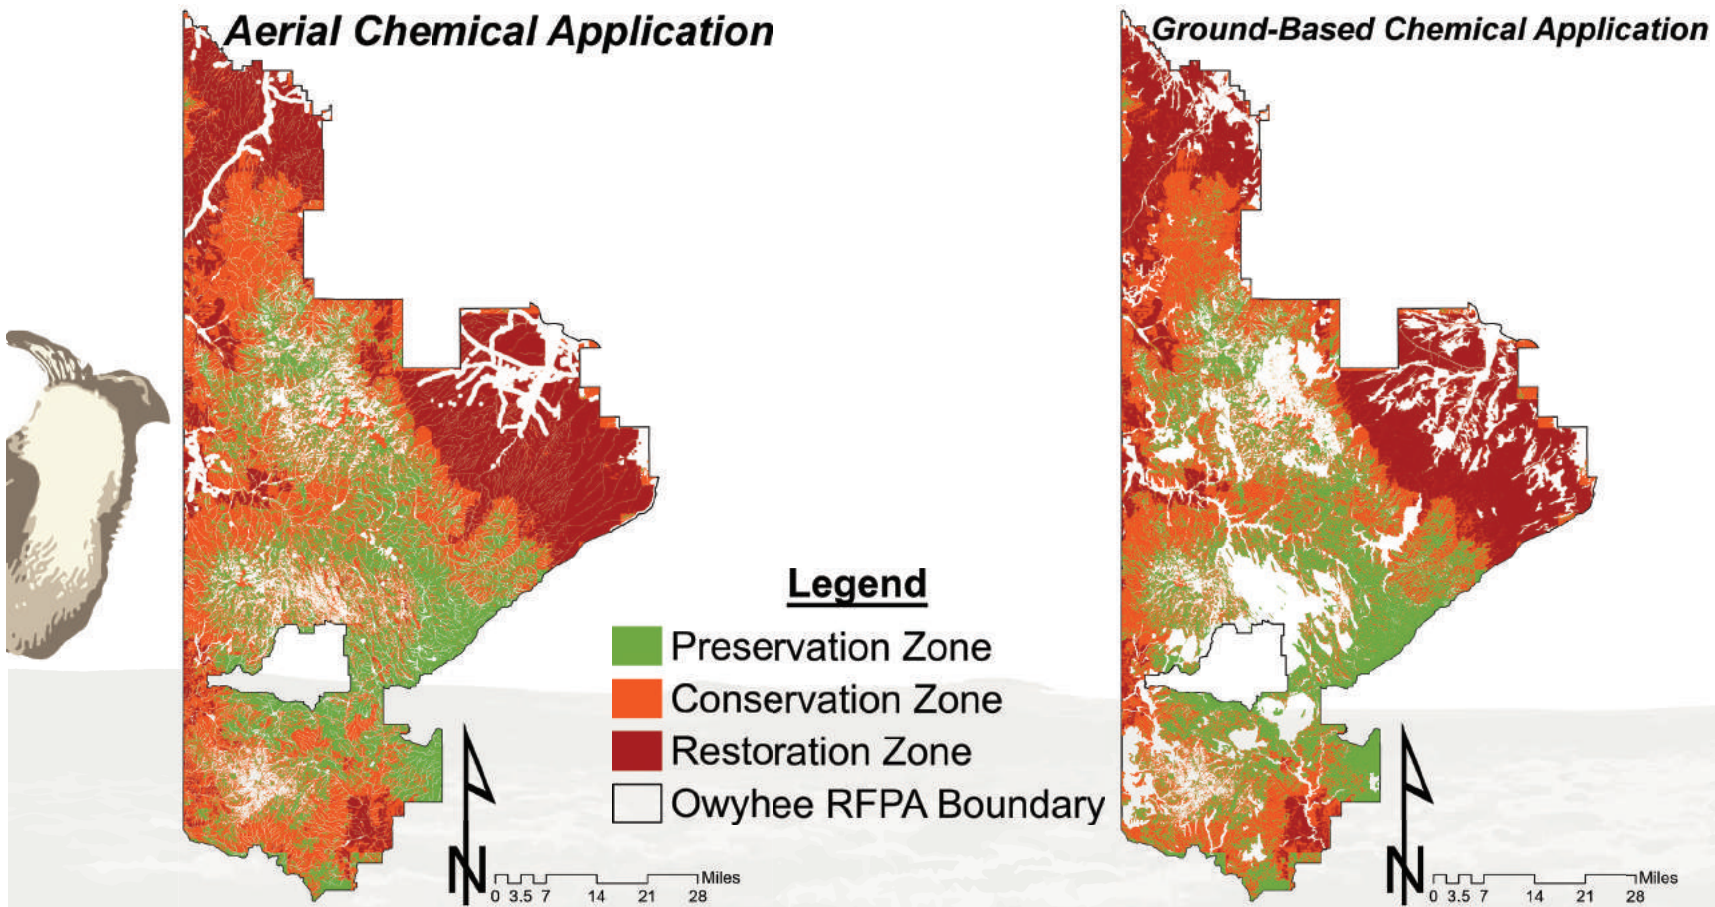 Aerial Chemical Application
Ground-Based Chemical Application
Legend
Preservation Zone
Conservation Zone
Restoration Zone
Owyhee RFPA Boundary
N
Miles
0 3.5 7 14 21 28
N
Miles
0 3.5 7 14 21 28